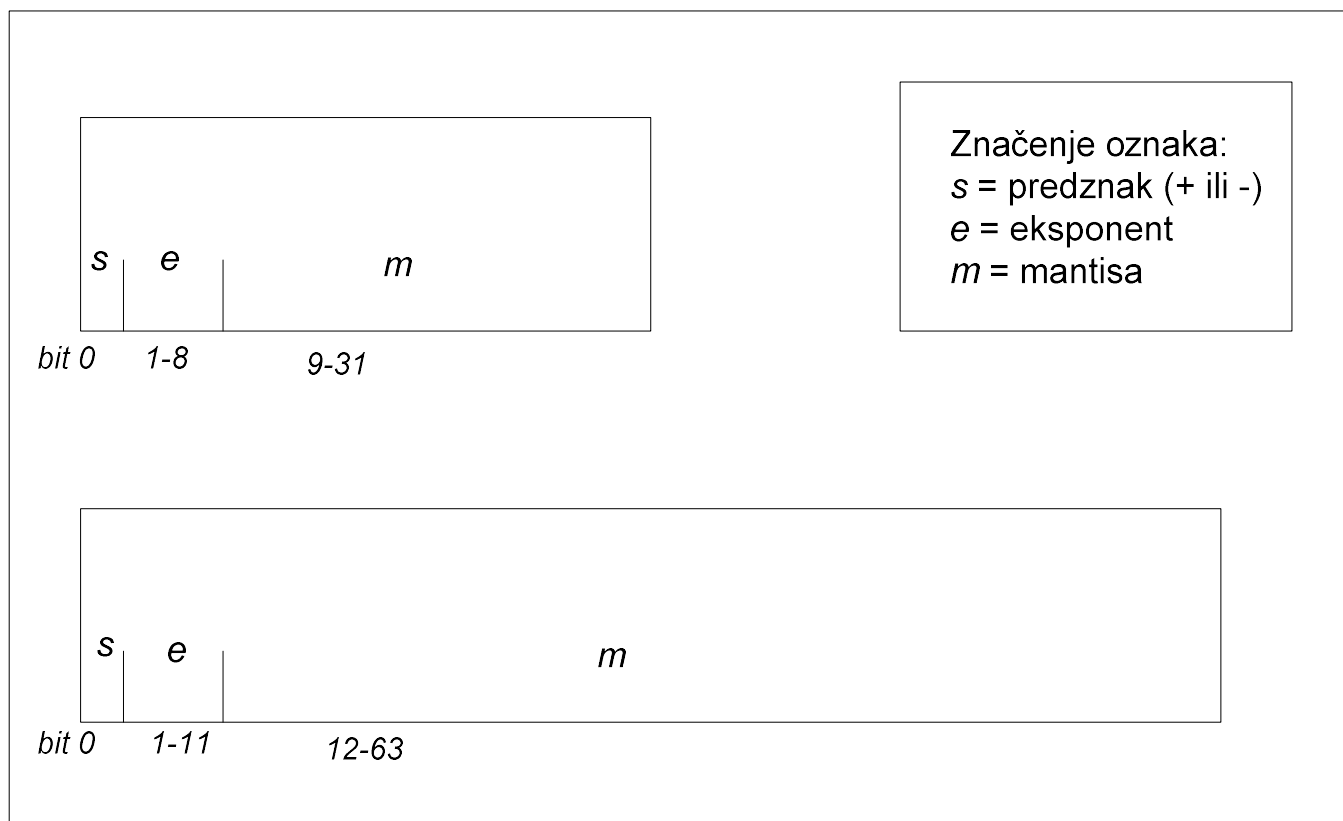 Značenje oznaka:
s = predznak (+ ili -)
e = eksponent
m = mantisa
s e m
bit 0 1-8 9-31
s e m
bit 0 1-11 12-63